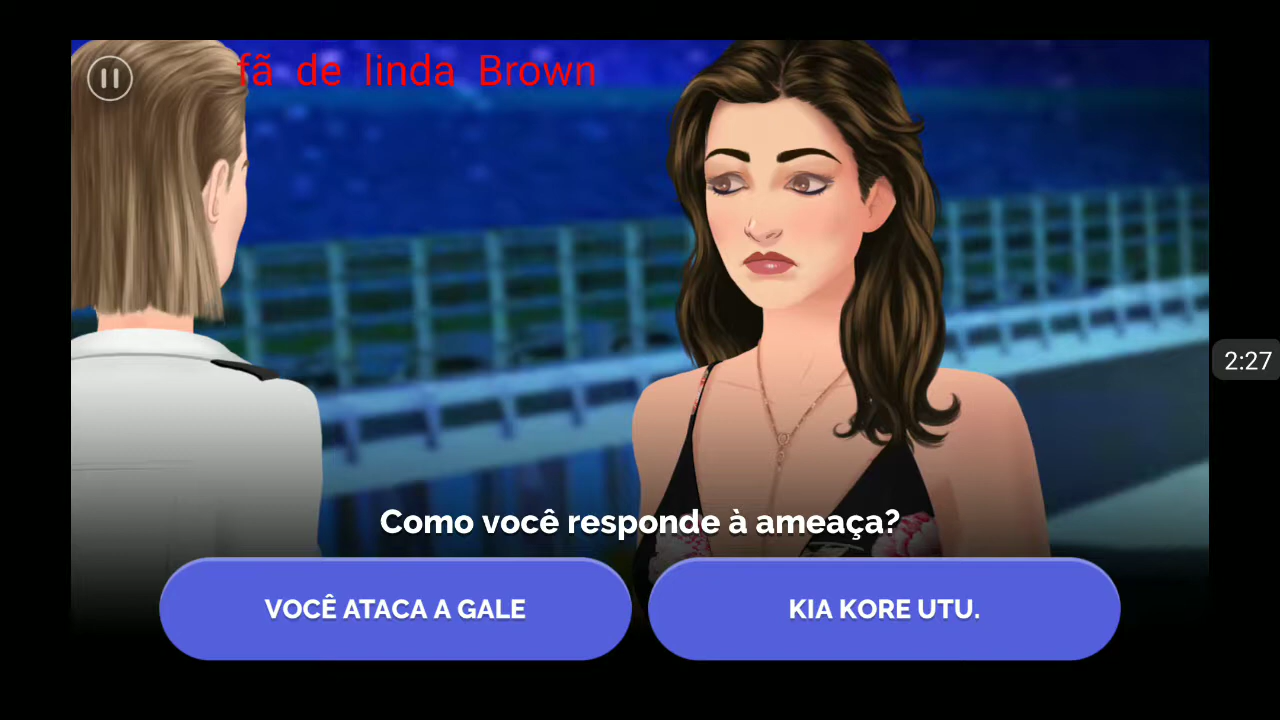 fã de linda Brown
2:27
Como você responde à ameaça?
VOCÊ ATACA A GALE
KIA KORE UTU.